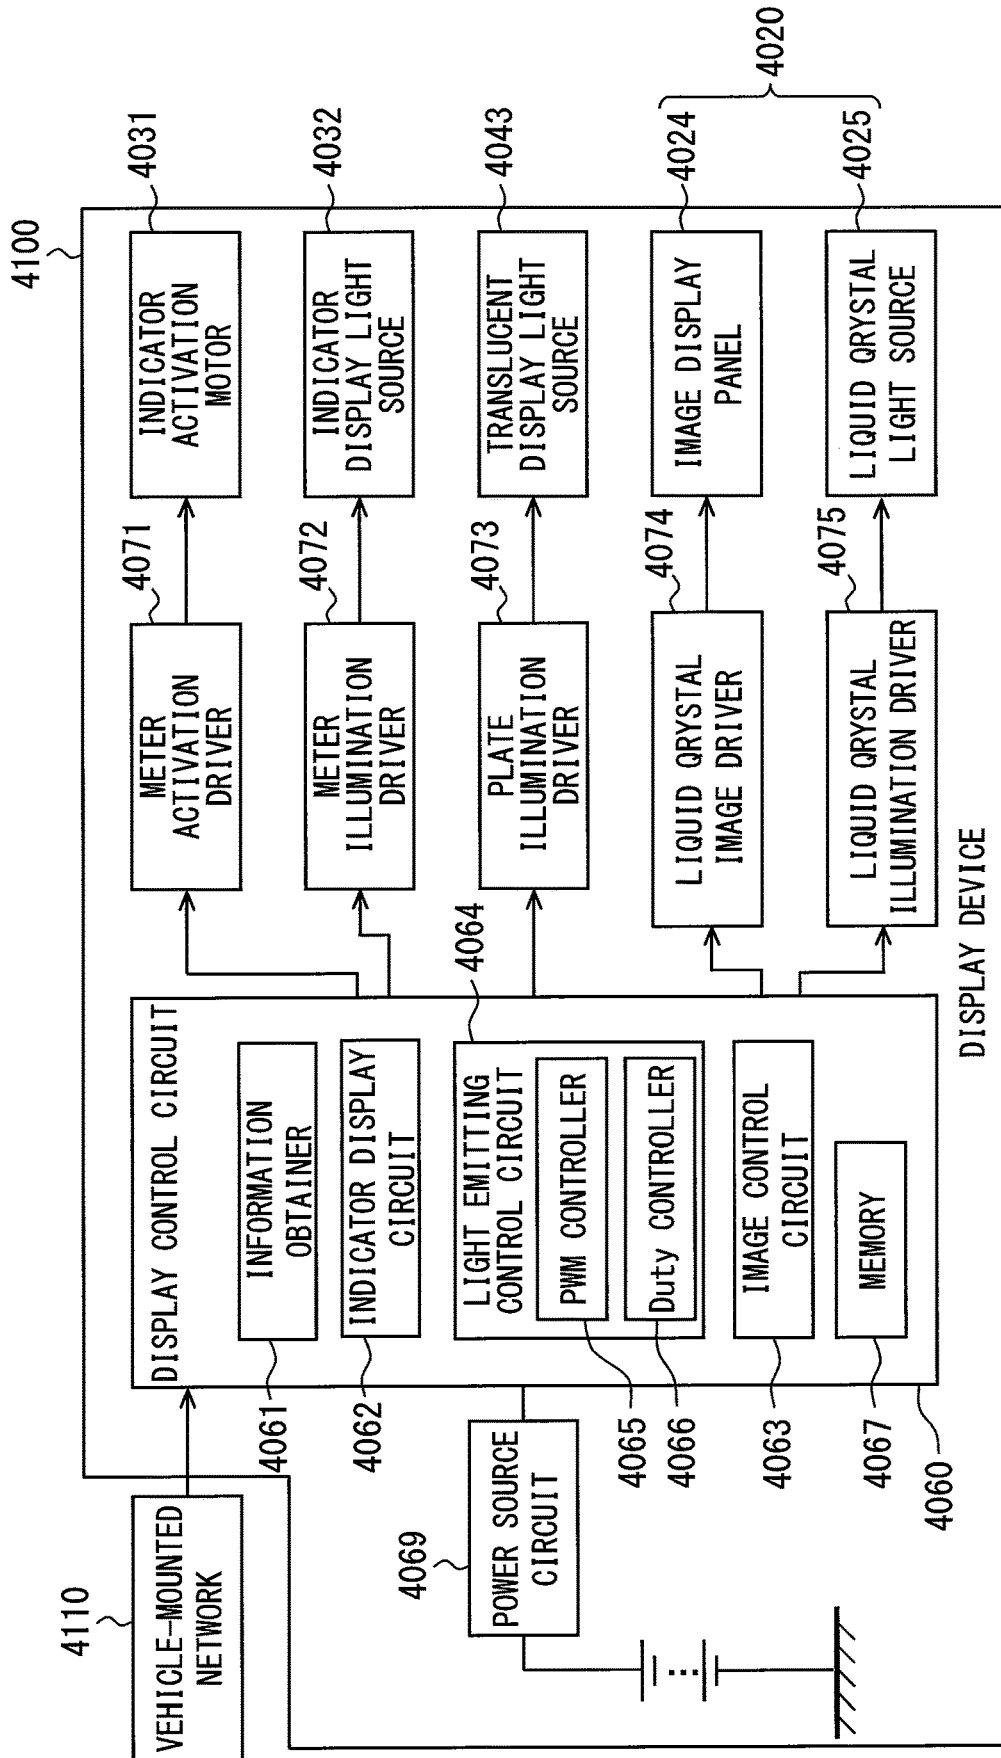 4100
4110
VEHICLE-MOUNTED
NETWORK
DISPLAY CONTROL CIRCUIT
INFORMATION
OBTAINER
4061
INDICATOR DISPLAY
CIRCUIT
4062
LIGHT EMITTING
CONTROL CIRCUIT
4064
PWM CONTROLLER
4065
Duty CONTROLLER
4066
IMAGE CONTROL
CIRCUIT
4063
MEMORY
4067
4060
POWER SOURCE
CIRCUIT
4069
METER
ACTIVATION
DRIVER
4071
METER
ILLUMINATION
DRIVER
4072
PLATE
ILLUMINATION
DRIVER
4073
LIQUID QRYSTAL
IMAGE DRIVER
4074
LIQUID QRYSTAL
ILLUMINATION DRIVER
4075
INDICATOR
ACTIVATION
MOTOR
4031
INDICATOR
DISPLAY LIGHT
SOURCE
4032
TRANSLUCENT
DISPLAY LIGHT
SOURCE
4043
IMAGE DISPLAY
PANEL
4024
LIQUID QRYSTAL
LIGHT SOURCE
4025
4020
DISPLAY DEVICE